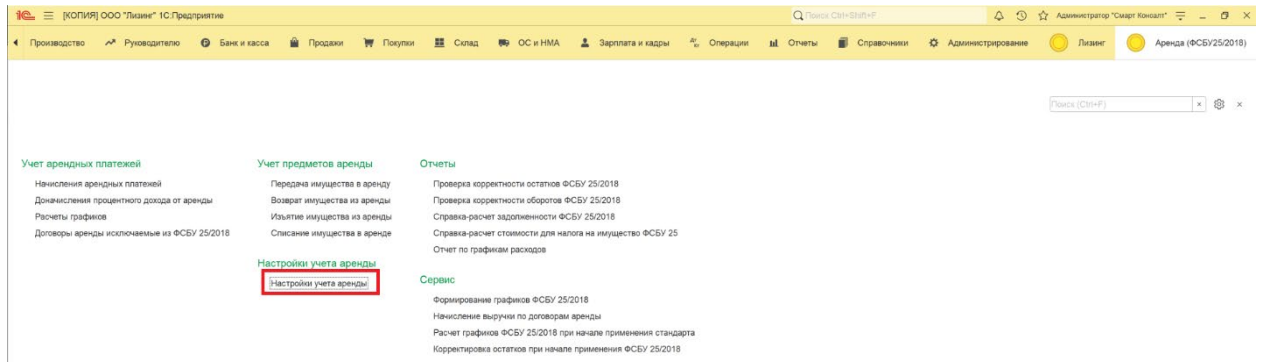 [КОПИЯ] ООО "Лизинг" 1С:Предприятие
Поиск Ctrl+Shift+F
Администратор "Смарт Консалт"
Производство Руководителю Банк и касса Продажи Покупки Склад ОС и НМА Зарплата и кадры Операции Отчеты Справочники Администрирование Лизинг Аренда (ФСБУ25/2018)
Поиск (Ctrl+F)
Учет арендных платежей
Начисления арендных платежей
Доначисления процентного дохода от аренды
Расчеты графиков
Договоры аренды исключаемые из ФСБУ 25/2018
Учет предметов аренды
Передача имущества в аренду
Возврат имущества из аренды
Изъятие имущества из аренды
Списание имущества в аренде
Настройки учета аренды
Настройки учета аренды
Отчеты
Проверка корректности остатков ФСБУ 25/2018
Проверка корректности оборотов ФСБУ 25/2018
Справка-расчет задолженности ФСБУ 25/2018
Справка-расчет стоимости для налога на имущество ФСБУ 25
Отчет по графикам расходов
Сервис
Формирование графиков ФСБУ 25/2018
Начисление выручки по договорам аренды
Расчет графиков ФСБУ 25/2018 при начале применения стандарта
Корректировка остатков при начале применения ФСБУ 25/2018